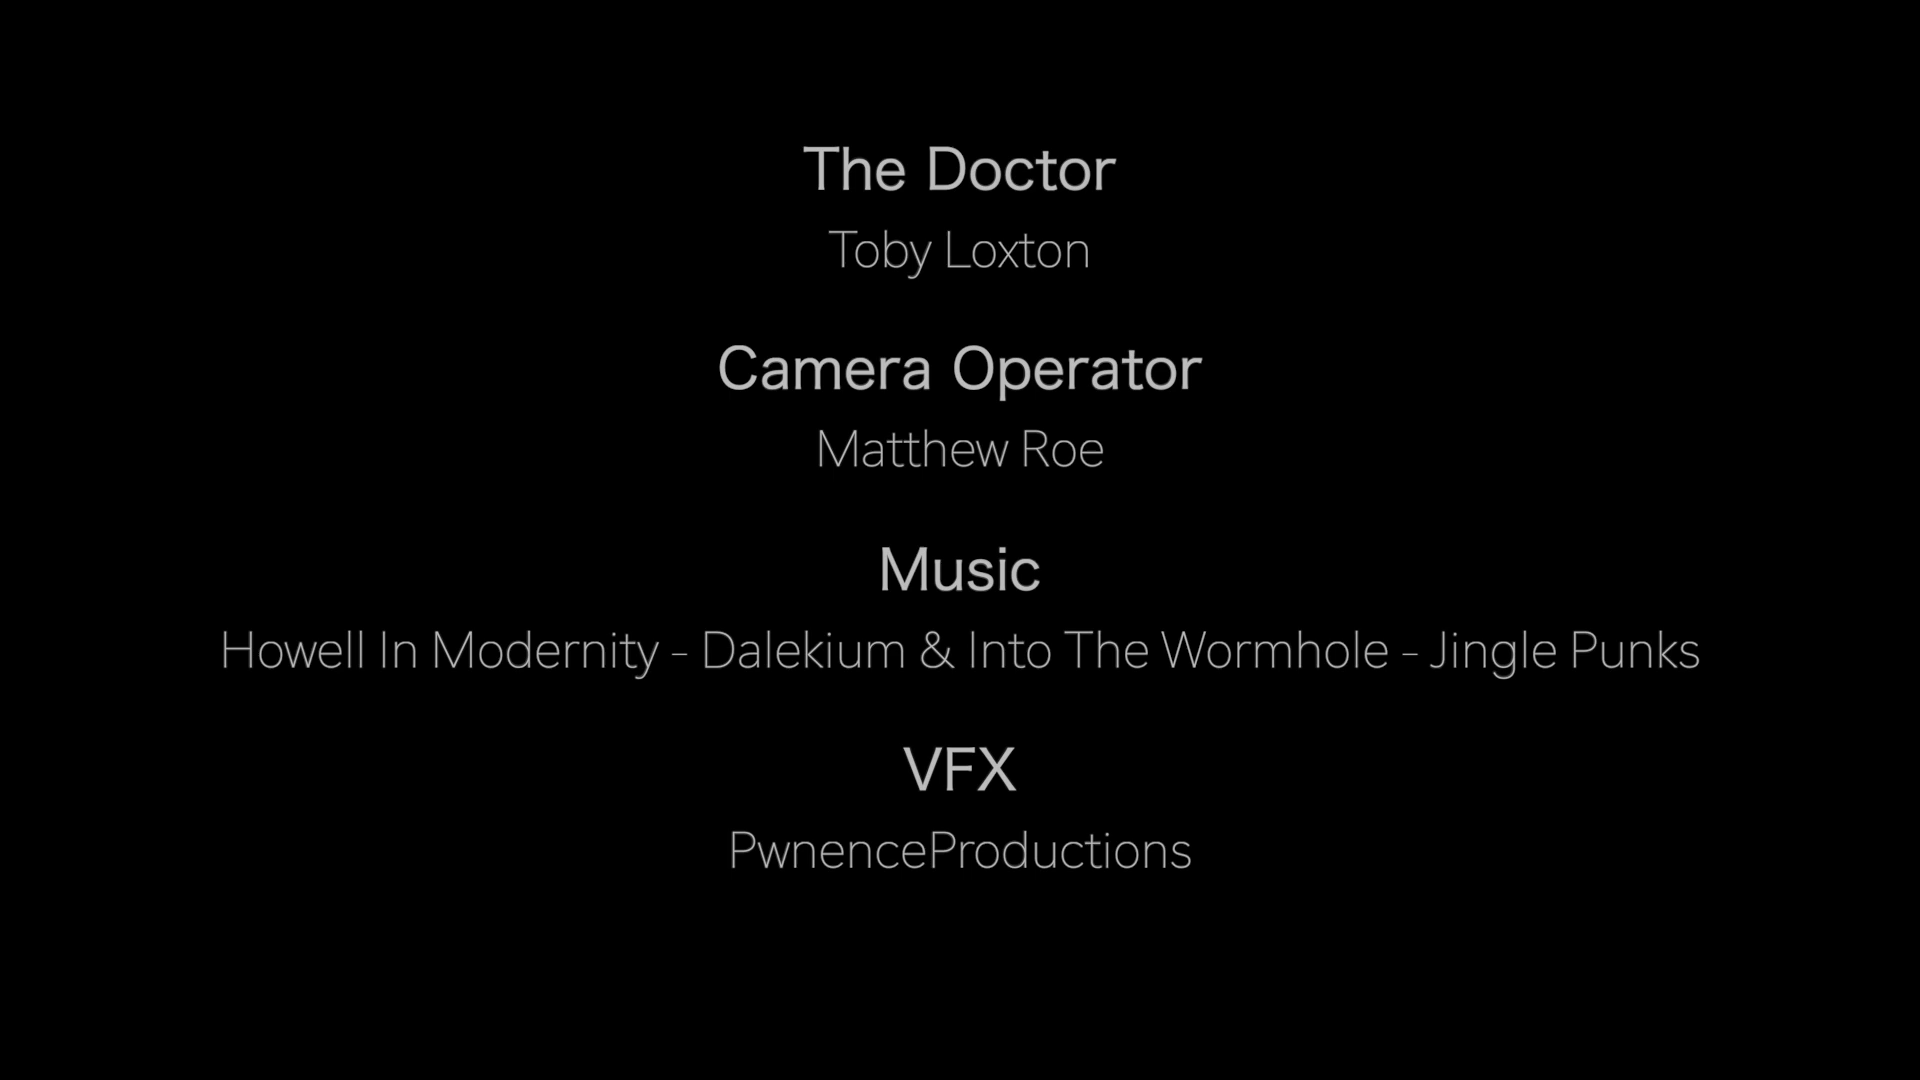 The Doctor
Toby Loxton
Camera Operator
Matthew Roe
Music
Howell In Modernity - Dalekium & Into The Wormhole - Jingle Punks
VFX
PwnenceProductions